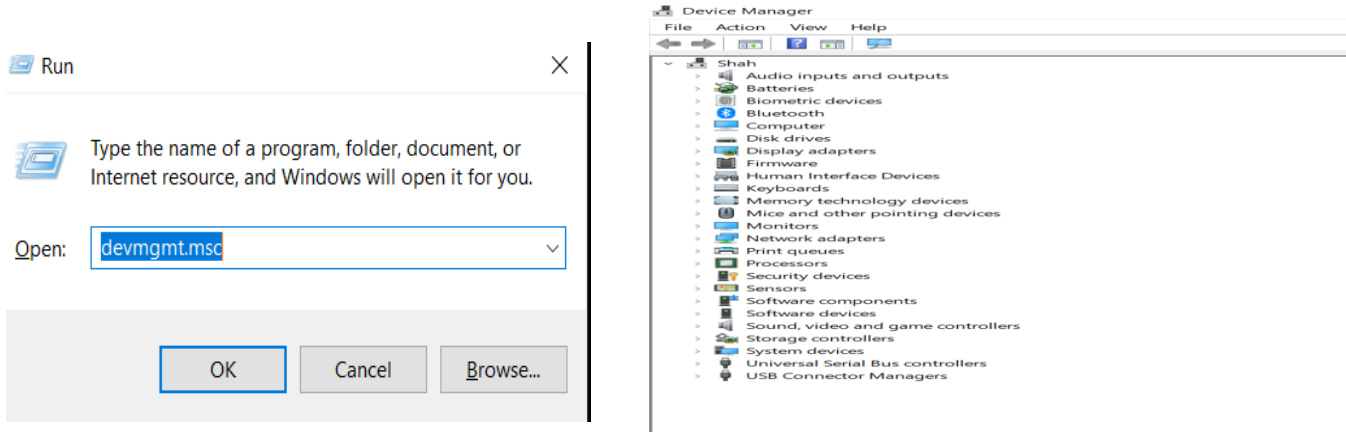 Run
Type the name of a program, folder, document, or
Internet resource, and Windows will open it for you.
Open: devmgmt.msc
OK Cancel Browse...
Device Manager
File Action View Help
Shah
Audio inputs and outputs
Batteries
Biometric devices
Bluetooth
Computer
Disk drives
Display adapters
Firmware
Human Interface Devices
Keyboards
Memory technology devices
Mice and other pointing devices
Monitors
Network adapters
Print queues
Processors
Security devices
Sensors
Software components
Software devices
Sound, video and game controllers
Storage controllers
System devices
Universal Serial Bus controllers
USB Connector Managers